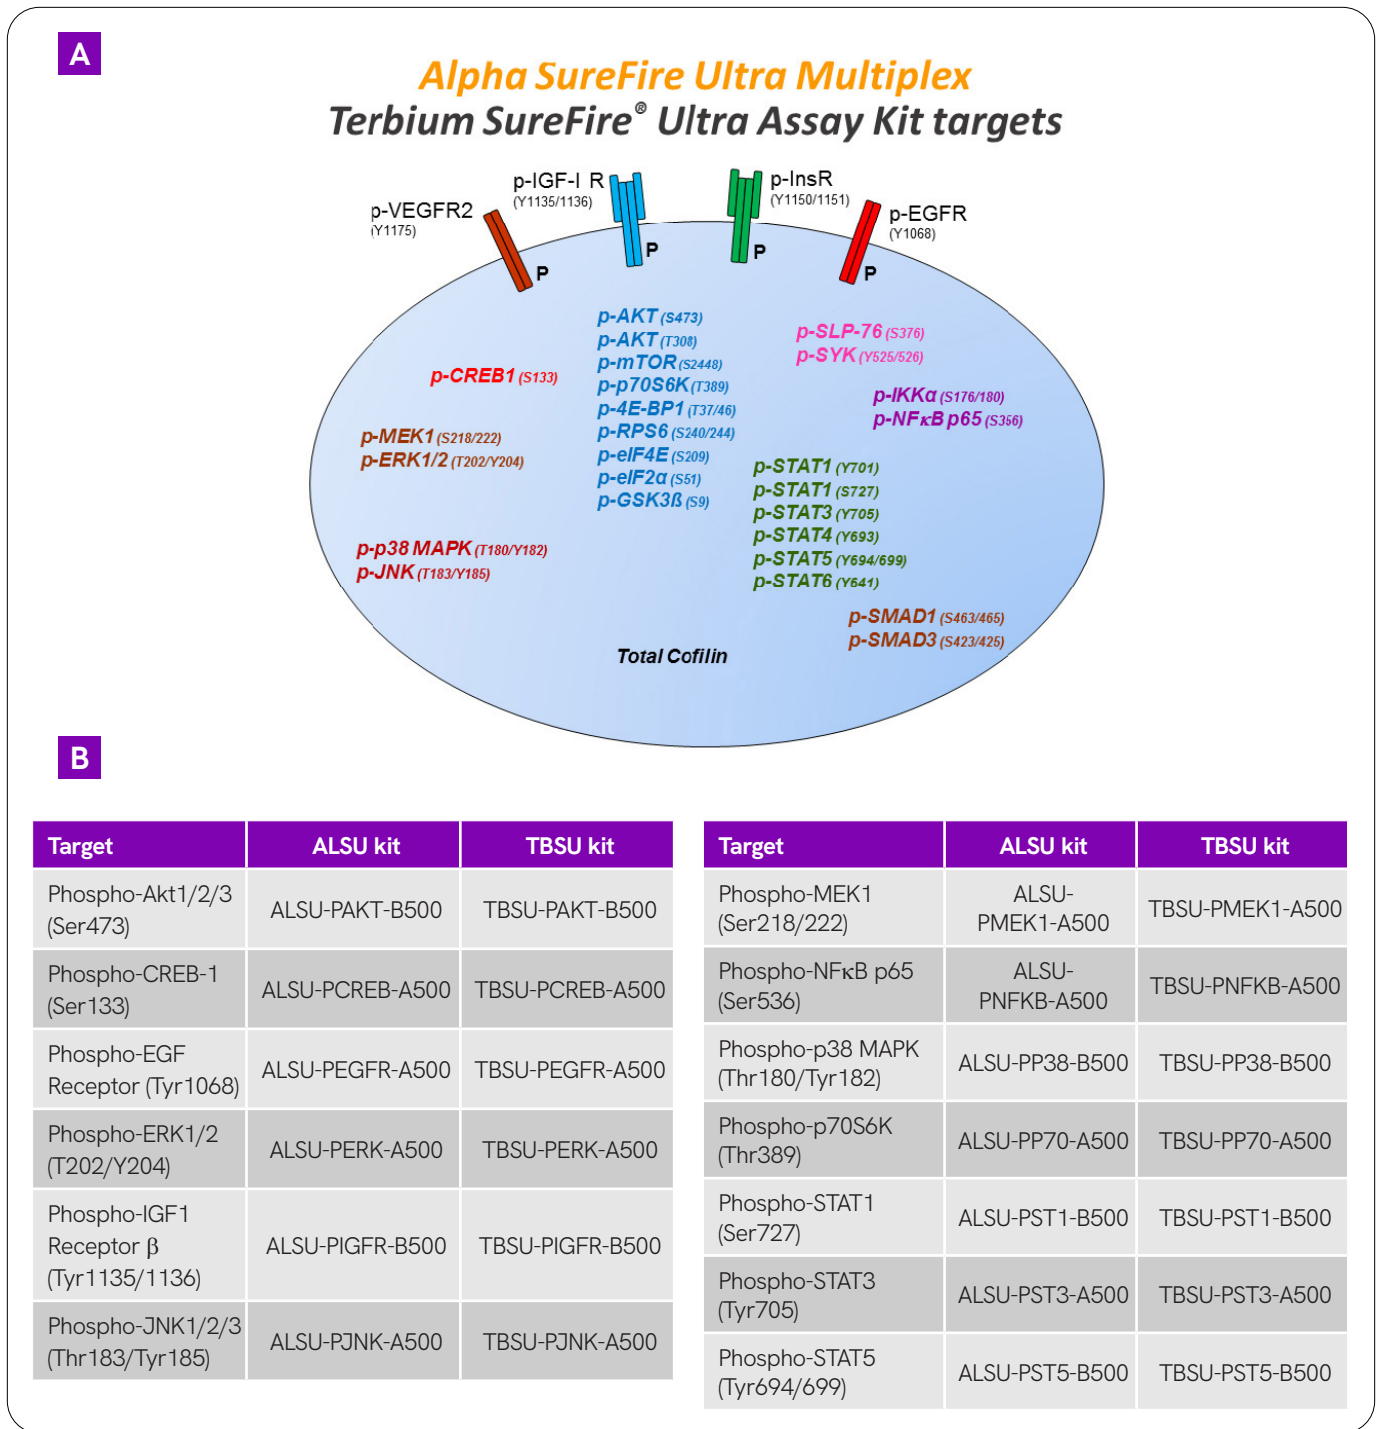 A
Alpha SureFire Ultra Multiplex
Terbium SureFire® Ultra Assay Kit targets
p-VEGFR2
(Y1175)
p-IGF-I R
(Y1135/1136)
p-InsR
(Y1150/1151)
p-EGFR
(Y1068)
P
P
P
P
p-AKT (S473)
p-AKT (T308)
p-mTOR (S2448)
p-p70S6K (T389)
p-4E-BP1 (T37/46)
p-RPS6 (S240/244)
p-eIF4E (S209)
p-eIF2α (S51)
p-GSK3ß (S9)
p-SLP-76 (S376)
p-SYK (Y525/526)
p-CREB1 (S133)
p-IKKα (S176/180)
p-NFκB p65 (S356)
p-MEK1 (S218/222)
p-ERK1/2 (T202/Y204)
p-STAT1 (Y701)
p-STAT1 (S727)
p-STAT3 (Y705)
p-STAT4 (Y693)
p-STAT5 (Y694/699)
p-STAT6 (Y641)
p-p38 MAPK (T180/Y182)
p-JNK (T183/Y185)
p-SMAD1 (S463/465)
p-SMAD3 (S423/425)
Total Cofilin
B
Target ALSU kit TBSU kit
Phospho-Akt1/2/3
(Ser473)
ALSU-PAKT-B500 TBSU-PAKT-B500
Phospho-CREB-1
(Ser133)
ALSU-PCREB-A500 TBSU-PCREB-A500
Phospho-EGF
Receptor (Tyr1068)
ALSU-PEGFR-A500 TBSU-PEGFR-A500
Phospho-ERK1/2
(T202/Y204)
ALSU-PERK-A500 TBSU-PERK-A500
Phospho-IGF1
Receptor β
(Tyr1135/1136)
ALSU-PIGFR-B500 TBSU-PIGFR-B500
Phospho-JNK1/2/3
(Thr183/Tyr185)
ALSU-PJNK-A500 TBSU-PJNK-A500
Target ALSU kit TBSU kit
Phospho-MEK1
(Ser218/222)
ALSU-
PMEK1-A500
TBSU-PMEK1-A500
Phospho-NFκB p65
(Ser536)
ALSU-
PNFKB-A500
TBSU-PNFKB-A500
Phospho-p38 MAPK
(Thr180/Tyr182)
ALSU-PP38-B500 TBSU-PP38-B500
Phospho-p70S6K
(Thr389)
ALSU-PP70-A500 TBSU-PP70-A500
Phospho-STAT1
(Ser727)
ALSU-PST1-B500 TBSU-PST1-B500
Phospho-STAT3
(Tyr705)
ALSU-PST3-A500 TBSU-PST3-A500
Phospho-STAT5
(Tyr694/699)
ALSU-PST5-B500 TBSU-PST5-B500